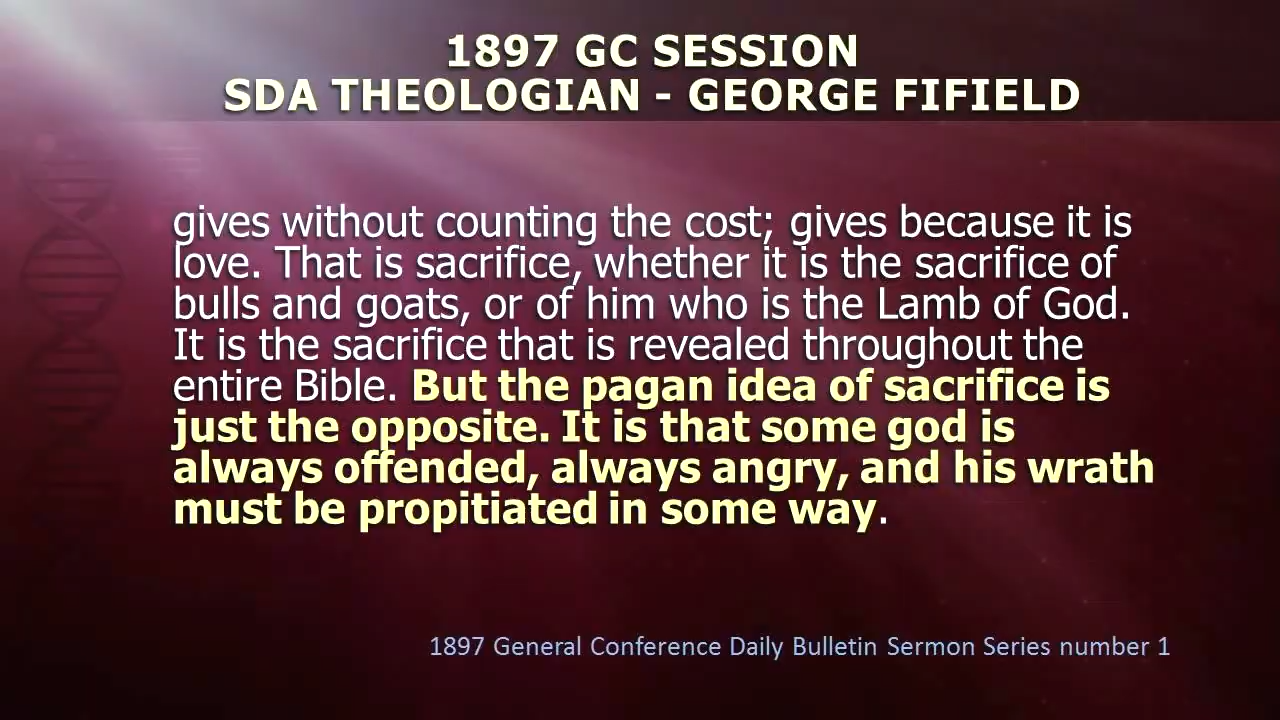 1897 GC SESSION
SDA THEOLOGIAN - GEORGE FIFIELD
gives without counting the cost; gives because it is
love. That is sacrifice, whether it is the sacrifice of
bulls and goats, or of him who is the Lamb of God.
It is the sacrifice that is revealed throughout the
entire Bible. But the pagan idea of sacrifice is
just the opposite. It is that some god is
always offended, always angry, and his wrath
must be propitiated in some way.
1897 General Conference Daily Bulletin Sermon Series number 1